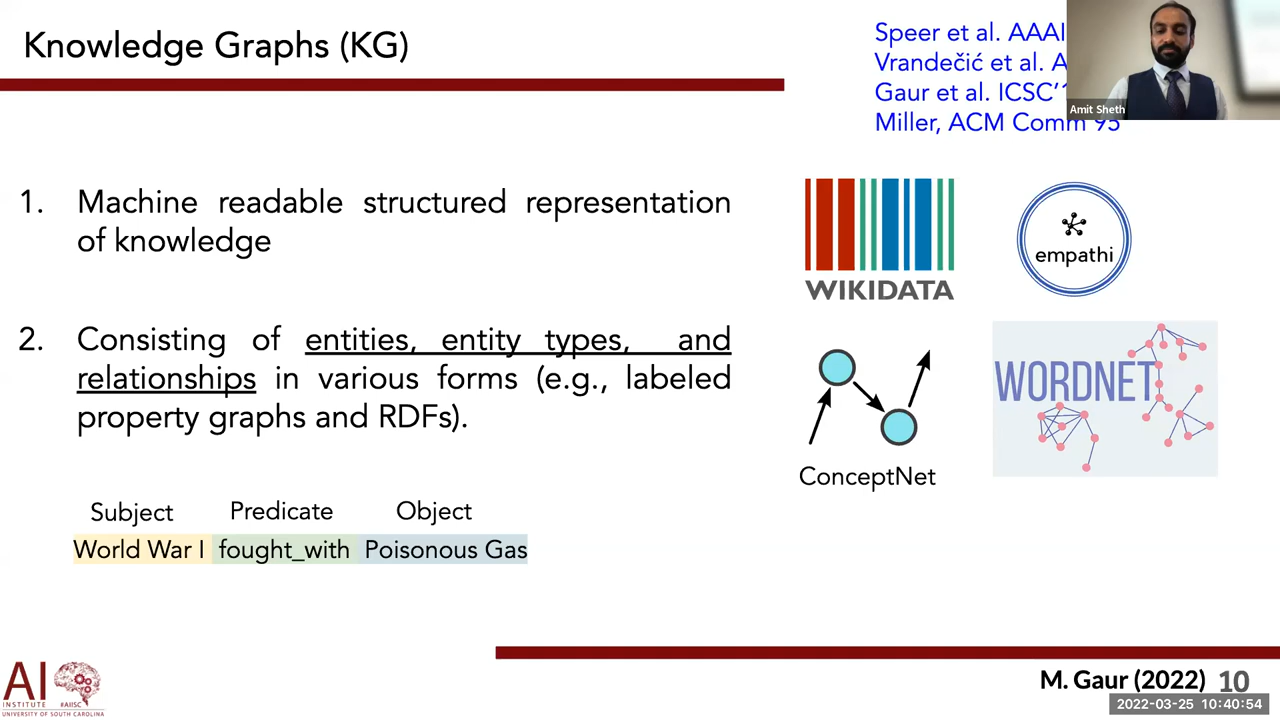 Knowledge Graphs (KG)
Speer et al. AAAI
Vrandečić et al. A
Gaur et al. ICSC'
Miller, ACM Comm 95
Amit Sheth
1. Machine readable structured representation
of knowledge
2. Consisting of entities, entity types, and
relationships in various forms (e.g., labeled
property graphs and RDFs).
WIKIDATA
empathi
WORDNET
ConceptNet
Subject Predicate Object
World War I fought_with Poisonous Gas
AI
INSTITUTE #AIISC
UNIVERSITY OF SOUTH CAROLINA
M. Gaur (2022) 10
2022-03-25 10:40:54